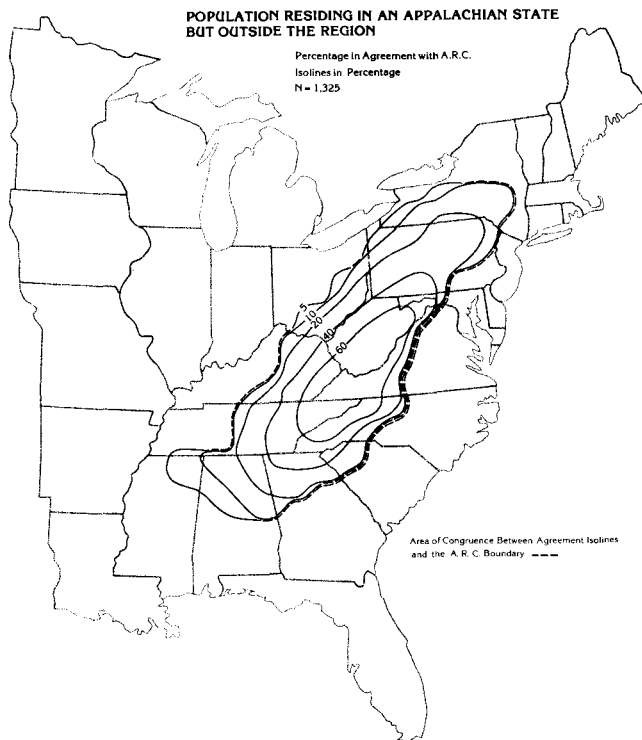 POPULATION RESIDING IN AN APPALACHIAN STATE
BUT OUTSIDE THE REGION
Percentage in Agreement with A.R.C.
Isolines in Percentage
N = 1,325
5
10
20
40
60
Area of Congruence Between Agreement Isolines
and the A. R. C. Boundary